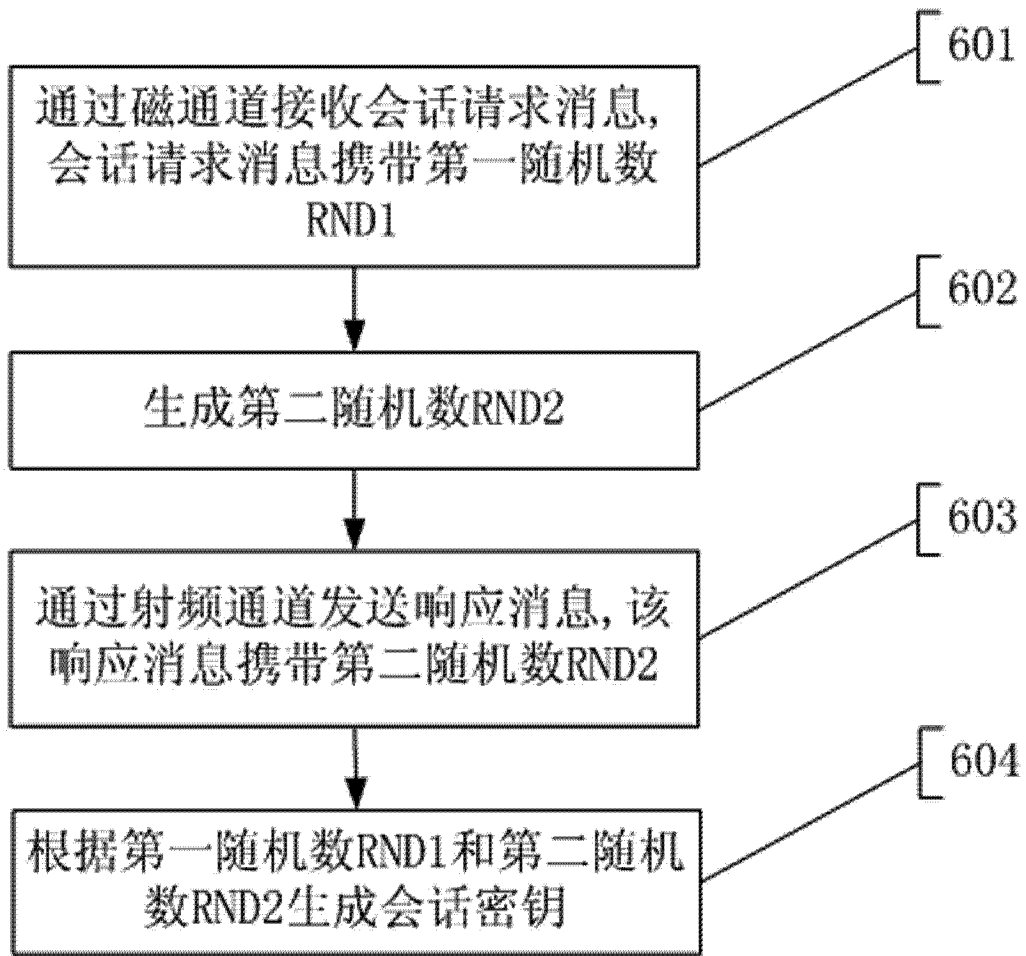 601
通过磁通道接收会话请求消息,
会话请求消息携带第一随机数
RND1
602
生成第二随机数RND2
603
通过射频通道发送响应消息,该
响应消息携带第二随机数RND2
604
根据第一随机数RND1和第二随机
数RND2生成会话密钥